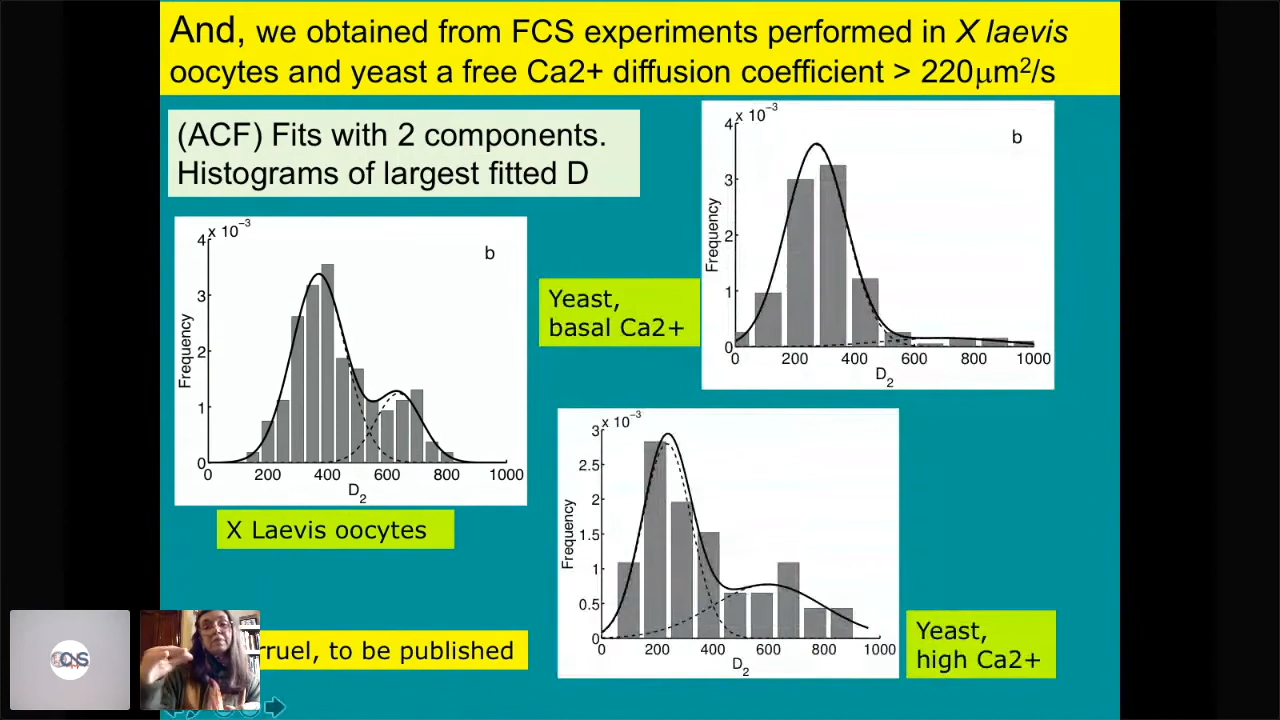 And, we obtained from FCS experiments performed in X laevis
oocytes and yeast a free Ca2+ diffusion coefficient > 220μm²/s
(ACF) Fits with 2 components.
Histograms of largest fitted D
4 x 10⁻³
b
3
2
1
0
Frequency
0 200 400 600 800 1000
D₂
X Laevis oocytes
Yeast,
basal Ca2+
4 x 10⁻³
b
3
2
1
Frequency
0 200 400 600 800 1000
D₂
3 x 10⁻³
2.5
2
1.5
1
0.5
0
Frequency
0 200 400 600 800 1000
D₂
Yeast,
high Ca2+
rruel, to be published